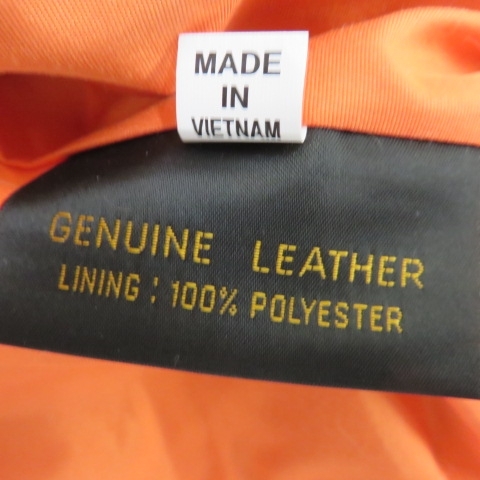 MADE
IN
VIETNAM
GENUINE LEATHER
LINING : 100% POLYESTER